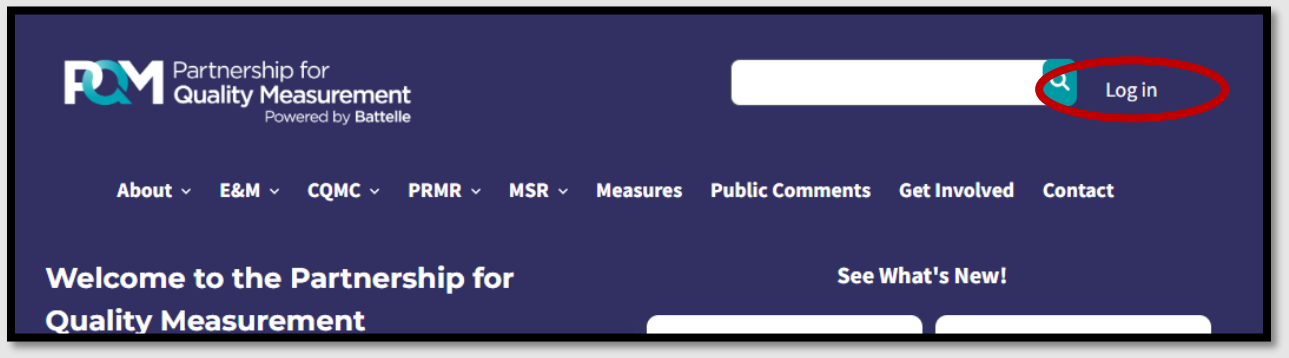 PQM
Partnership for
Quality Measurement
Powered by Battelle
Log in
About E&M CQMC PRMR MSR Measures Public Comments Get Involved Contact
Welcome to the Partnership for
Quality Measurement
See What's New!